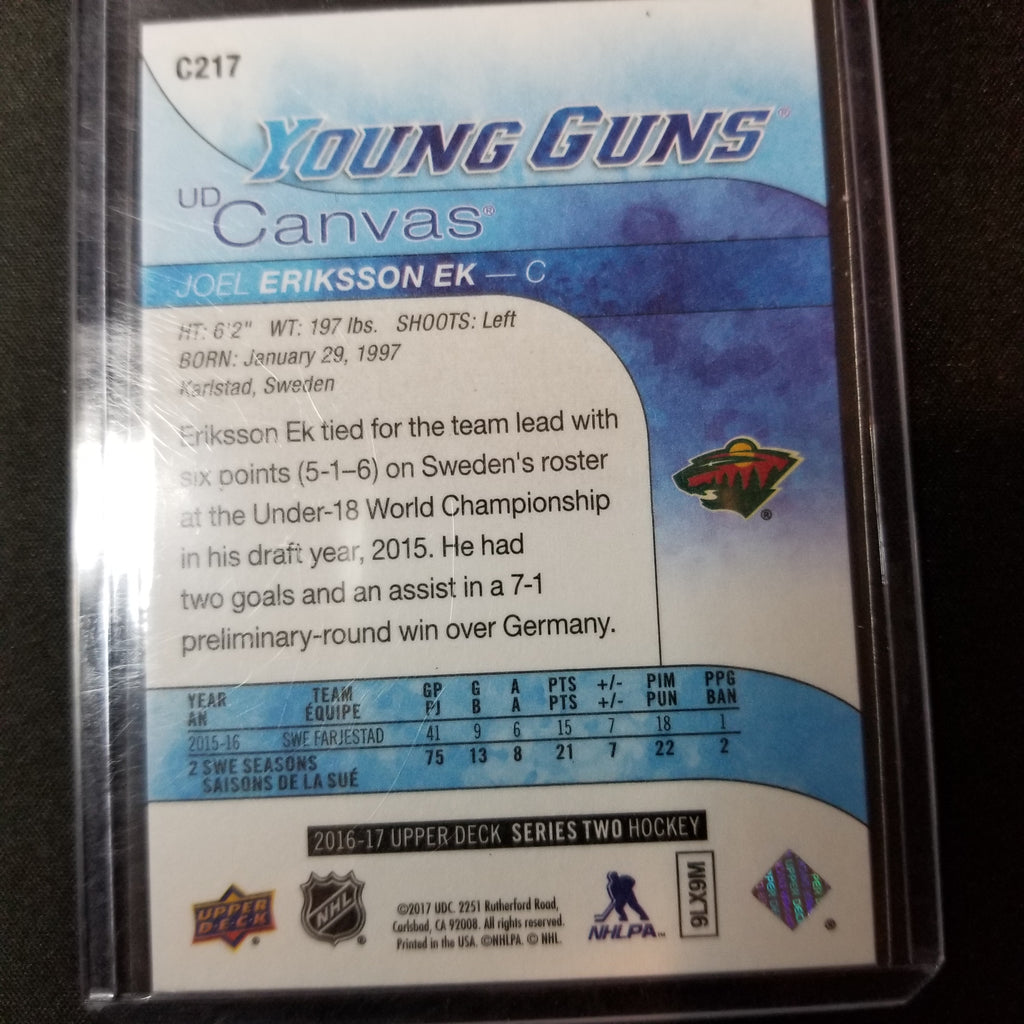 C217
YOUNG GUNS®
UD Canvas®
JOEL ERIKSSON EK — C
HT: 6'2" WT: 197 lbs. SHOOTS: Left
BORN: January 29, 1997
Karlstad, Sweden
Eriksson Ek tied for the team lead with
six points (5-1–6) on Sweden's roster
at the Under-18 World Championship
in his draft year, 2015. He had
two goals and an assist in a 7-1
preliminary-round win over Germany.
YEAR TEAM GP G A PTS +/- PIM PPG
AN ÉQUIPE PJ B A PTS +/- PUN BAN
2015-16 SWE FARJESTAD 41 9 6 15 7 18 1
2 SWE SEASONS 75 13 8 21 7 22 2
SAISONS DE LA SUÉ
2016-17 UPPER DECK SERIES TWO HOCKEY
UPPER DECK
NHL
©2017 UDC. 2251 Rutherford Road,
Carlsbad, CA 92008. All rights reserved.
Printed in the USA. ©NHLPA. © NHL.
NHLPA™
W6X'16
UPPER DECK